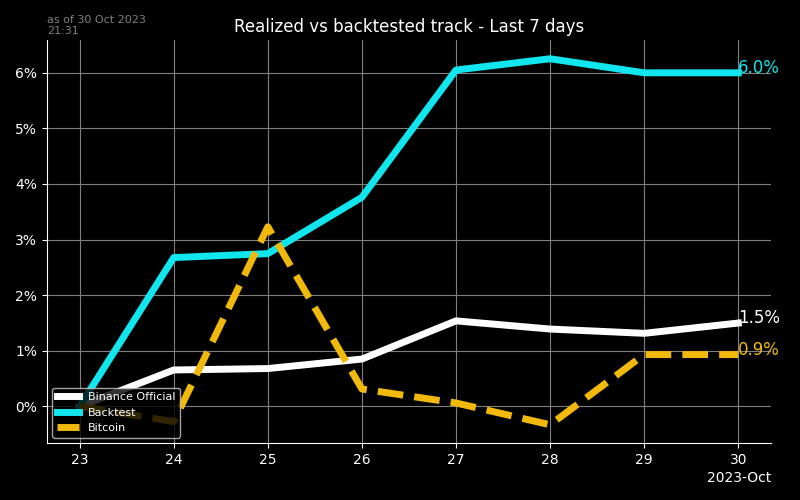 as of 30 Oct 2023
21:31
Realized vs backtested track - Last 7 days
6%
5%
4%
3%
2%
1%
0%
6.0%
1.5%
0.9%
Binance Official
Backtest
Bitcoin
23 24 25 26 27 28 29 30
2023-Oct